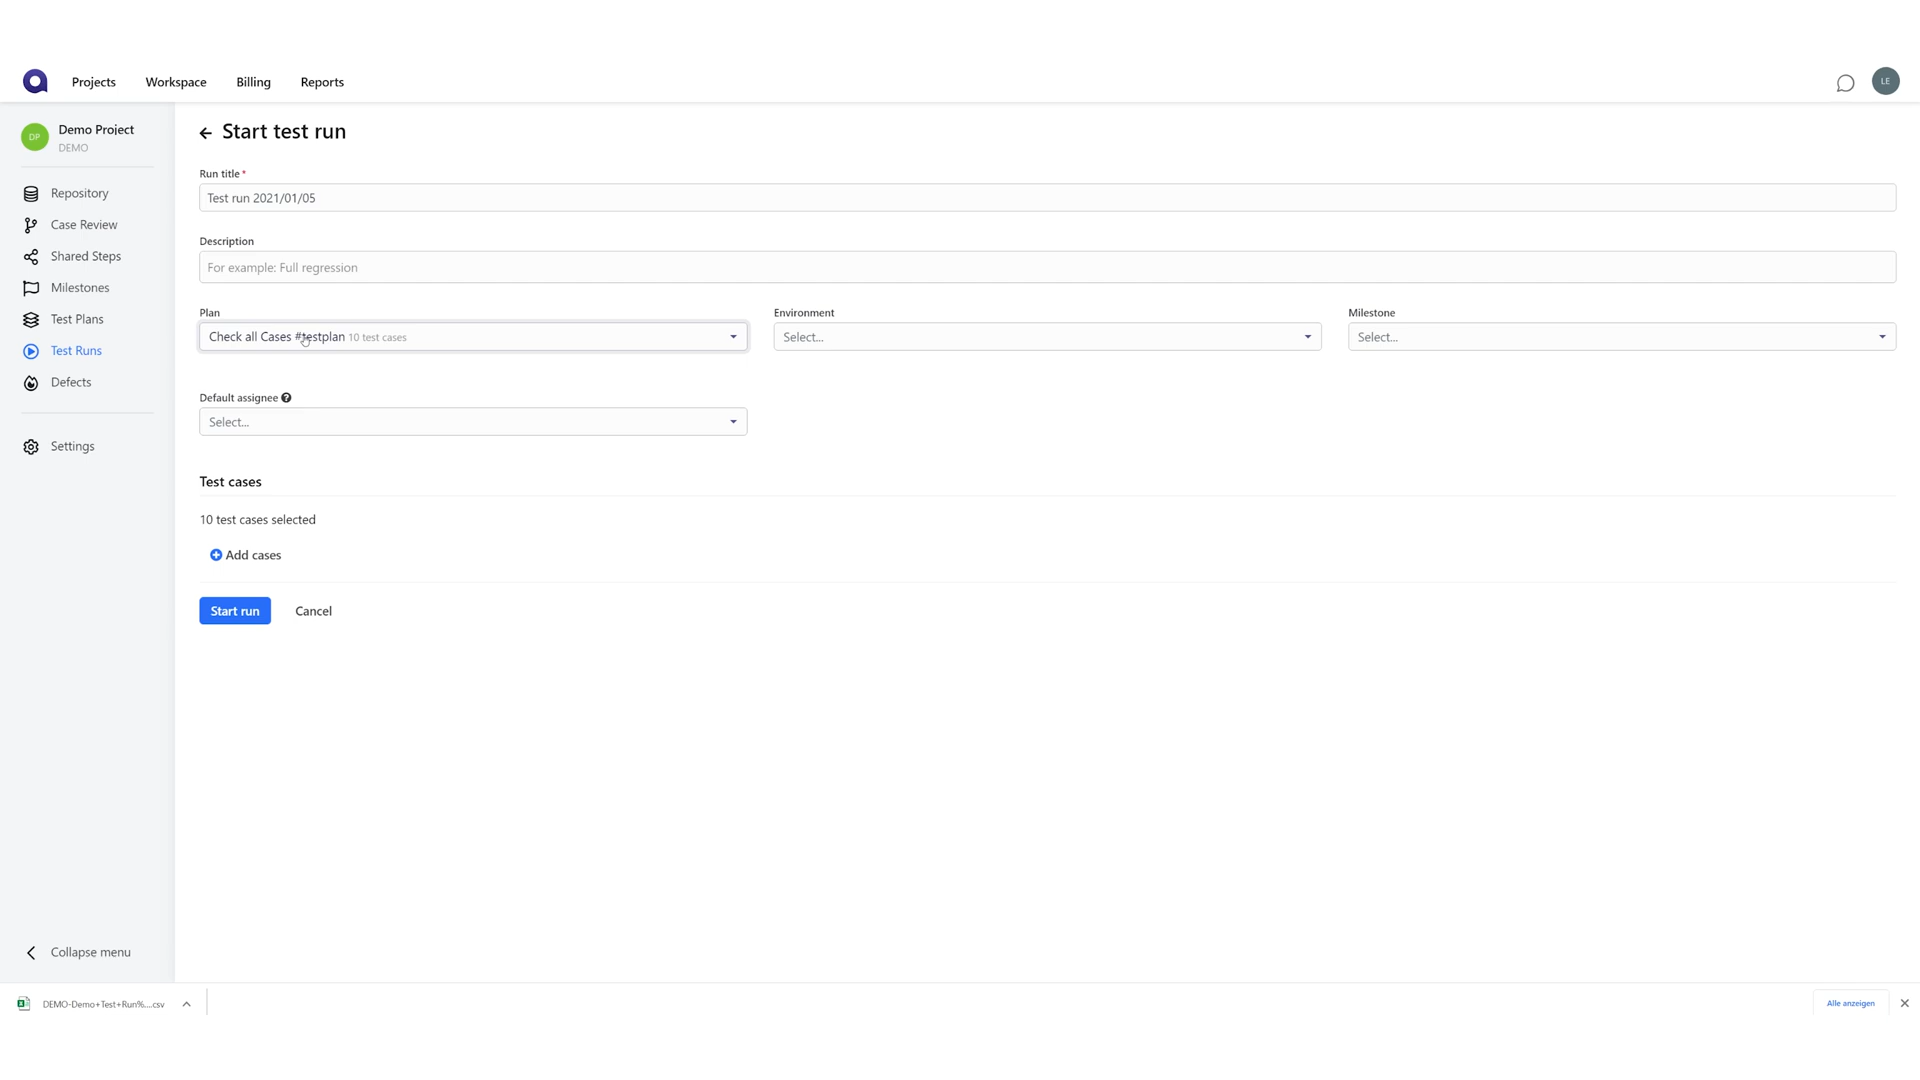 Projects Workspace Billing Reports
LE
DP Demo Project
DEMO
Repository
Case Review
Shared Steps
Milestones
Test Plans
Test Runs
Defects
Settings
Collapse menu
Start test run
Run title*
Test run 2021/01/05
Description
For example: Full regression
Plan Environment Milestone
Check all Cases #testplan 10 test cases Select... Select...
Default assignee ?
Select...
Test cases
10 test cases selected
Add cases
Start run Cancel
DEMO-Demo+Test+Run%....csv Alle anzeigen